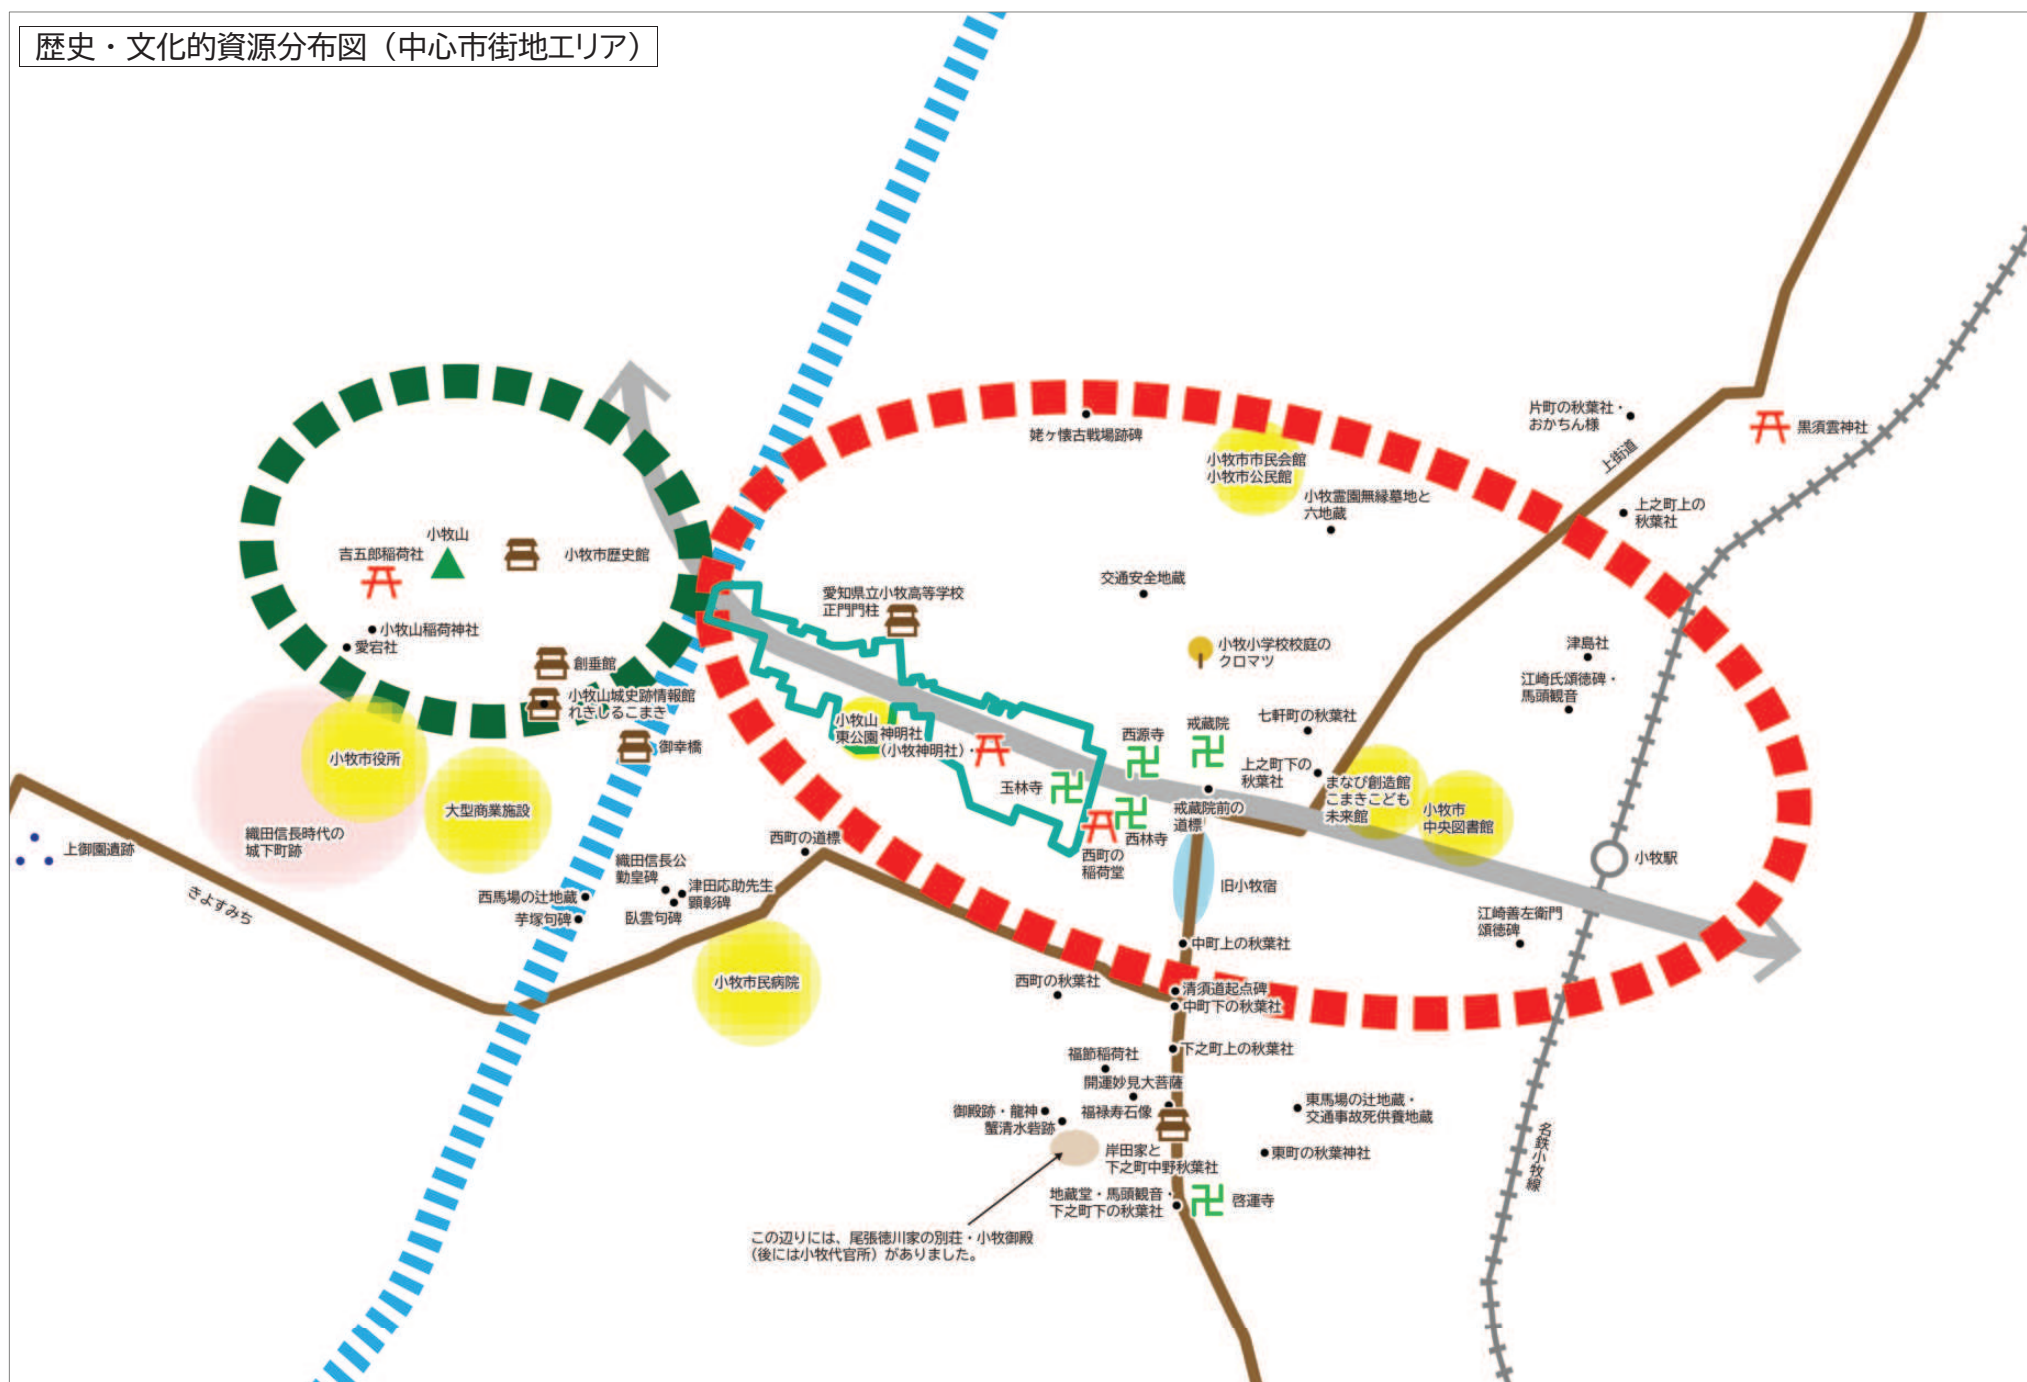 歴史・文化的資源分布図（中心市街地エリア）
姥ヶ懐古戦場跡碑
小牧市市民会館
小牧市公民館
小牧霊園無縁墓地と
六地蔵
片町の秋葉社・
おかちん様
上街道
黒須雲神社
上之町上の
秋葉社
小牧山
吉五郎稲荷社
小牧市歴史館
小牧山稲荷神社
愛宕社
創垂館
小牧山城史跡情報館
れきしるこまき
御幸橋
愛知県立小牧高等学校
正門門柱
交通安全地蔵
小牧小学校校庭の
クロマツ
津島社
江崎氏頌徳碑・
馬頭観音
七軒町の秋葉社
小牧山
東公園
神明社
（小牧神明社）・
西源寺
戒蔵院
上之町下の
秋葉社
玉林寺
戒蔵院前の
道標
西林寺
西町の
稲荷堂
まなび創造館
こまきこども
未来館
小牧市
中央図書館
小牧駅
小牧市役所
大型商業施設
織田信長時代の
城下町跡
上御園遺跡
きよすみち
西町の道標
織田信長公
勤皇碑
津田応助先生
顕彰碑
臥雲句碑
西馬場の辻地蔵
芋塚句碑
小牧市民病院
旧小牧宿
江崎善左衛門
頌徳碑
中町上の秋葉社
西町の秋葉社
清須道起点碑
中町下の秋葉社
下之町上の秋葉社
福節稲荷社
開運妙見大菩薩
御殿跡・龍神
蟹清水砦跡
福禄寿石像
岸田家と
下之町中野秋葉社
東馬場の辻地蔵・
交通事故死供養地蔵
東町の秋葉神社
名鉄小牧線
地蔵堂・馬頭観音・
下之町下の秋葉社
啓運寺
この辺りには、尾張徳川家の別荘・小牧御殿
（後には小牧代官所）がありました。